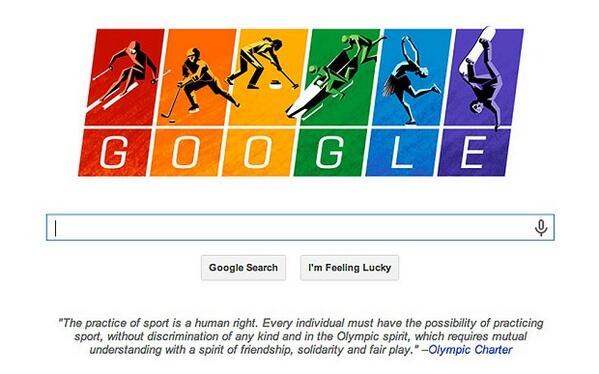 GOOGLE
Google Search
I'm Feeling Lucky
"The practice of sport is a human right. Every individual must have the possibility of practicing
sport, without discrimination of any kind and in the Olympic spirit, which requires mutual
understanding with a spirit of friendship, solidarity and fair play." –Olympic Charter